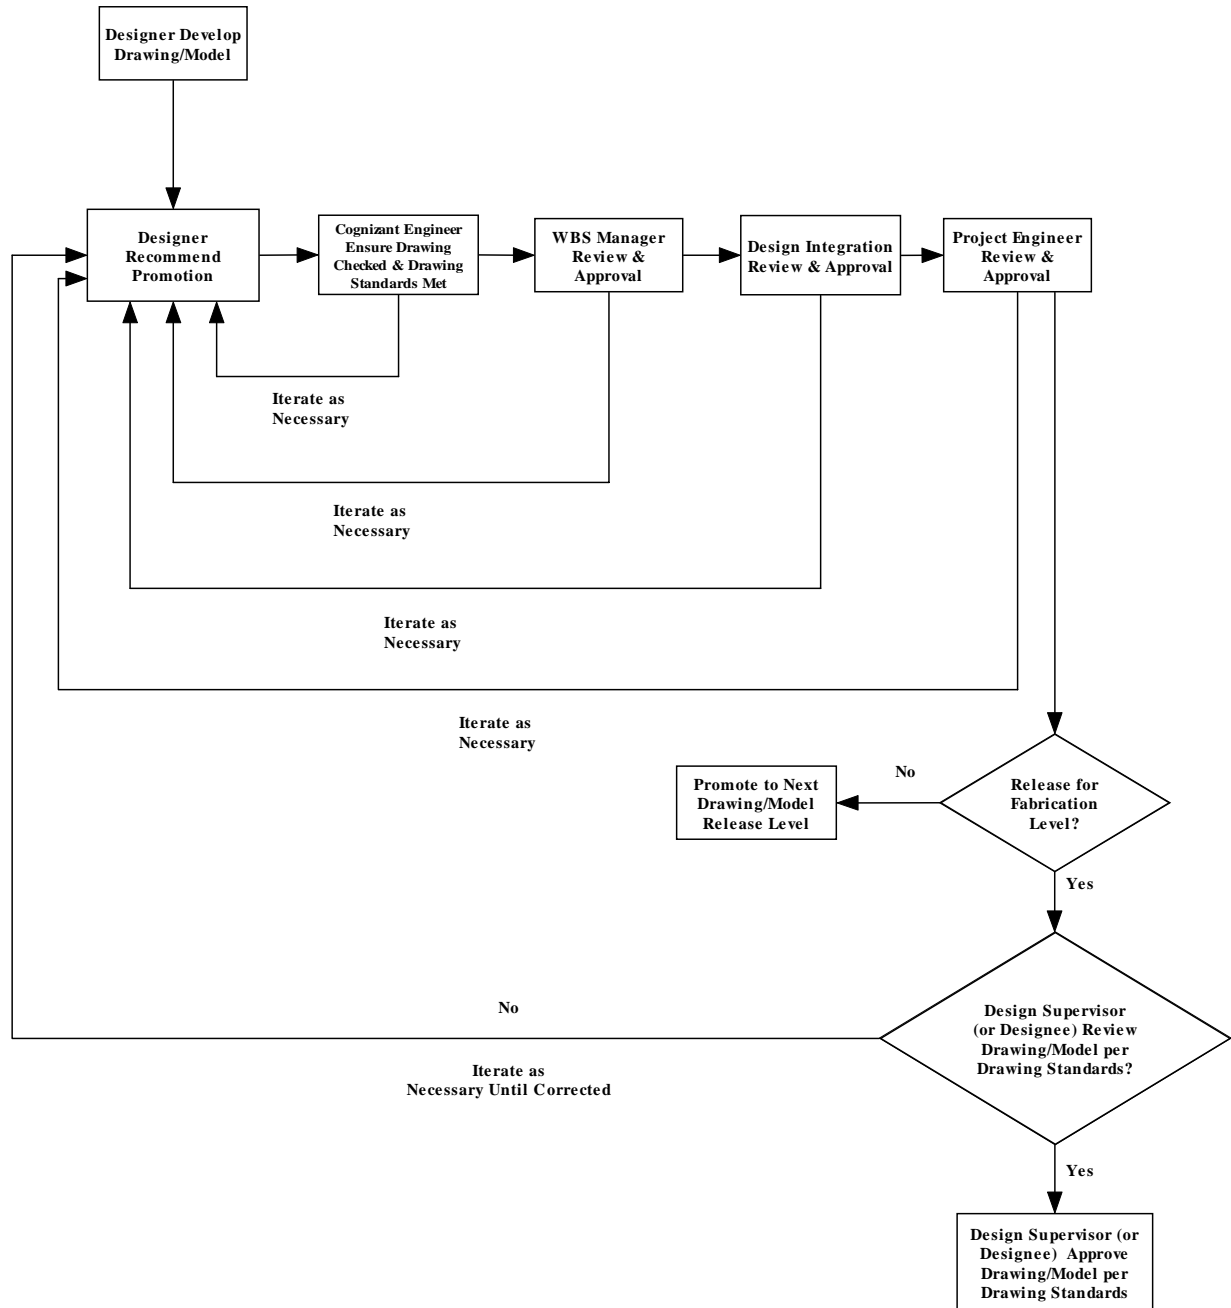 Designer Develop
Drawing/Model
Designer
Recommend
Promotion
Cognizant Engineer
Ensure Drawing
Checked & Drawing
Standards Met
WBS Manager
Review &
Approval
Design Integration
Review & Approval
Project Engineer
Review &
Approval
Iterate as
Necessary
Iterate as
Necessary
Iterate as
Necessary
Iterate as
Necessary
Promote to Next
Drawing/Model
Release Level
No
Release for
Fabrication
Level?
Yes
No
Iterate as
Necessary Until Corrected
Design Supervisor
(or Designee) Review
Drawing/Model per
Drawing Standards?
Yes
Design Supervisor (or
Designee) Approve
Drawing/Model per
Drawing Standards